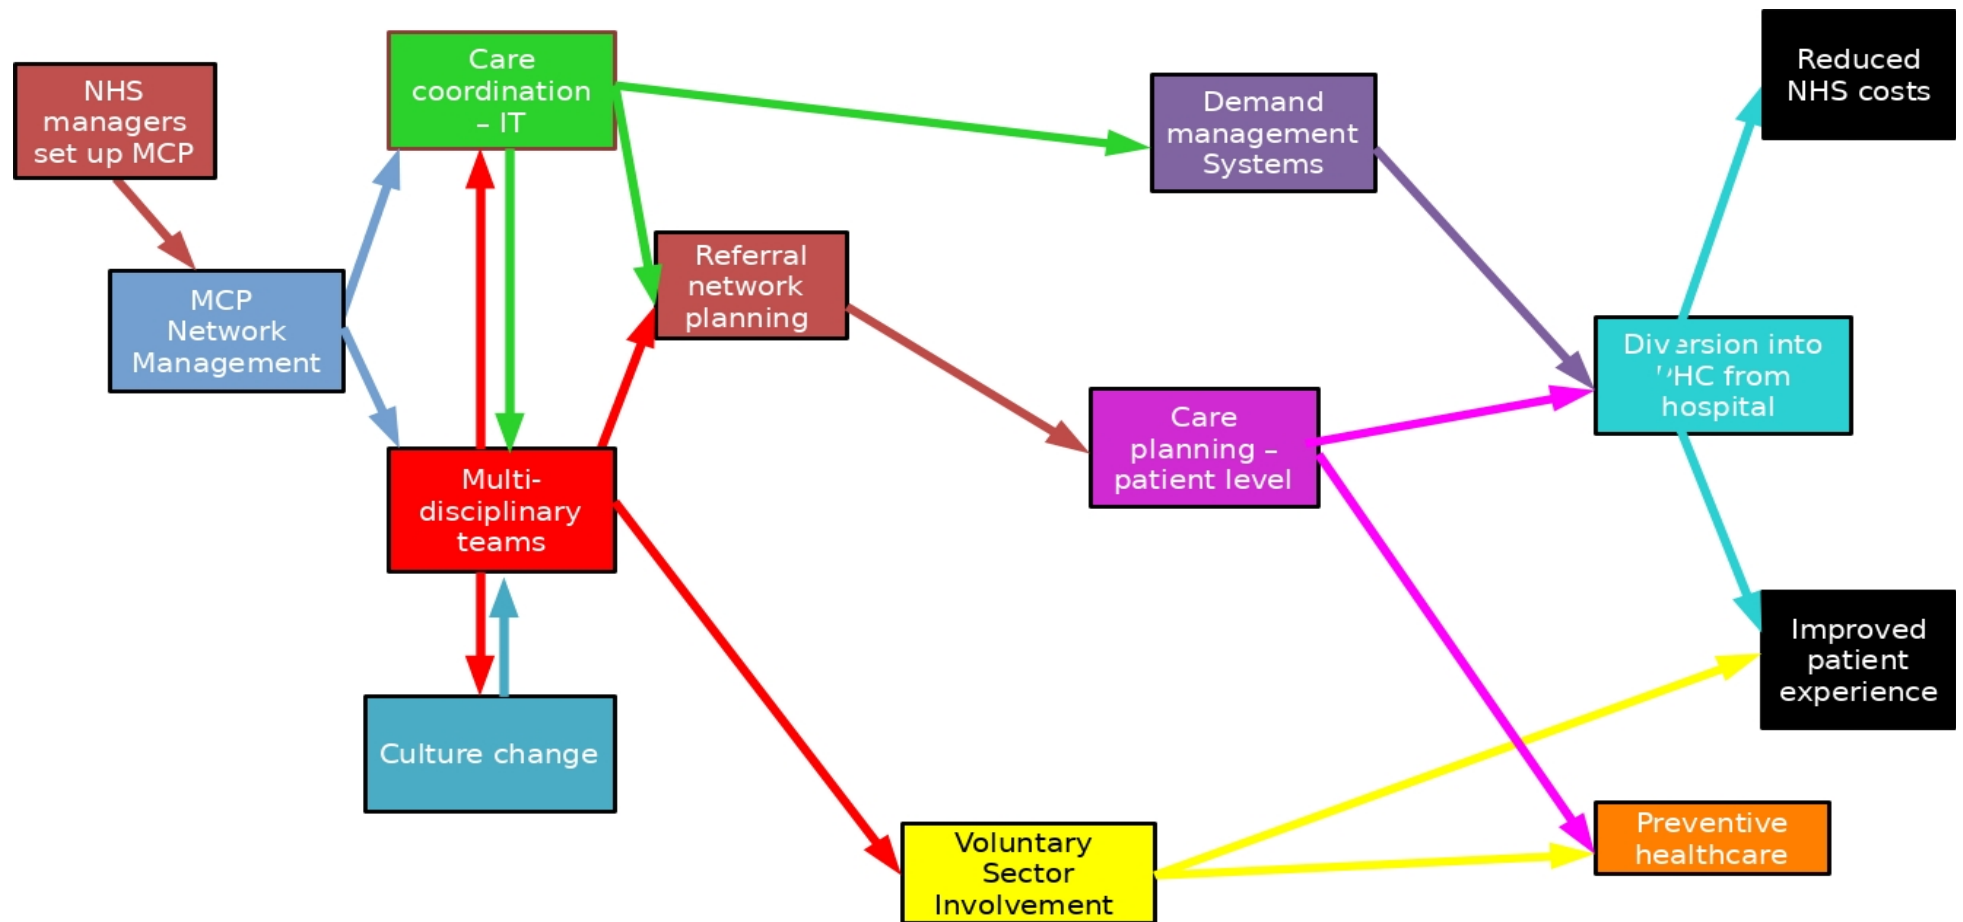 NHS
managers
set up MCP
Care
coordination
– IT
Demand
management
Systems
Reduced
NHS costs
MCP
Network
Management
Referral
network
planning
Diversion into
PHC from
hospital
Care
planning –
patient level
Multi-
disciplinary
teams
Improved
patient
experience
Culture change
Voluntary
Sector
Involvement
Preventive
healthcare